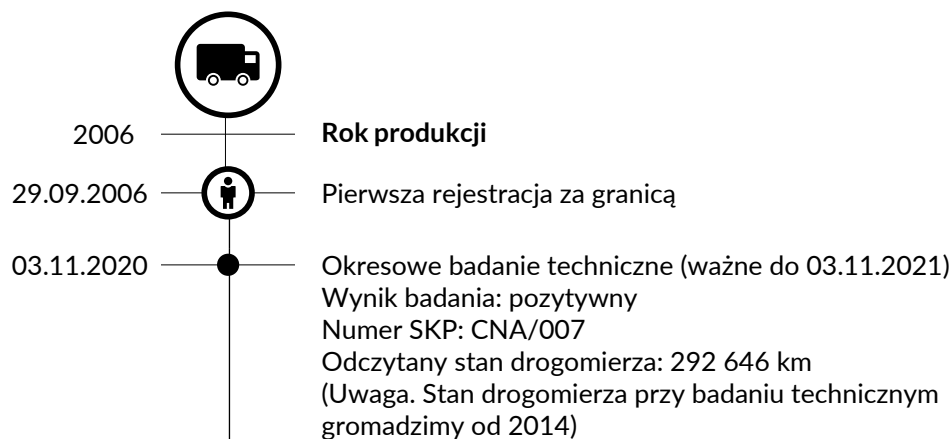 2006 Rok produkcji
29.09.2006 Pierwsza rejestracja za granicą
03.11.2020 Okresowe badanie techniczne (ważne do 03.11.2021)
Wynik badania: pozytywny
Numer SKP: CNA/007
Odczytany stan drogomierza: 292 646 km
(Uwaga. Stan drogomierza przy badaniu technicznym
gromadzimy od 2014)